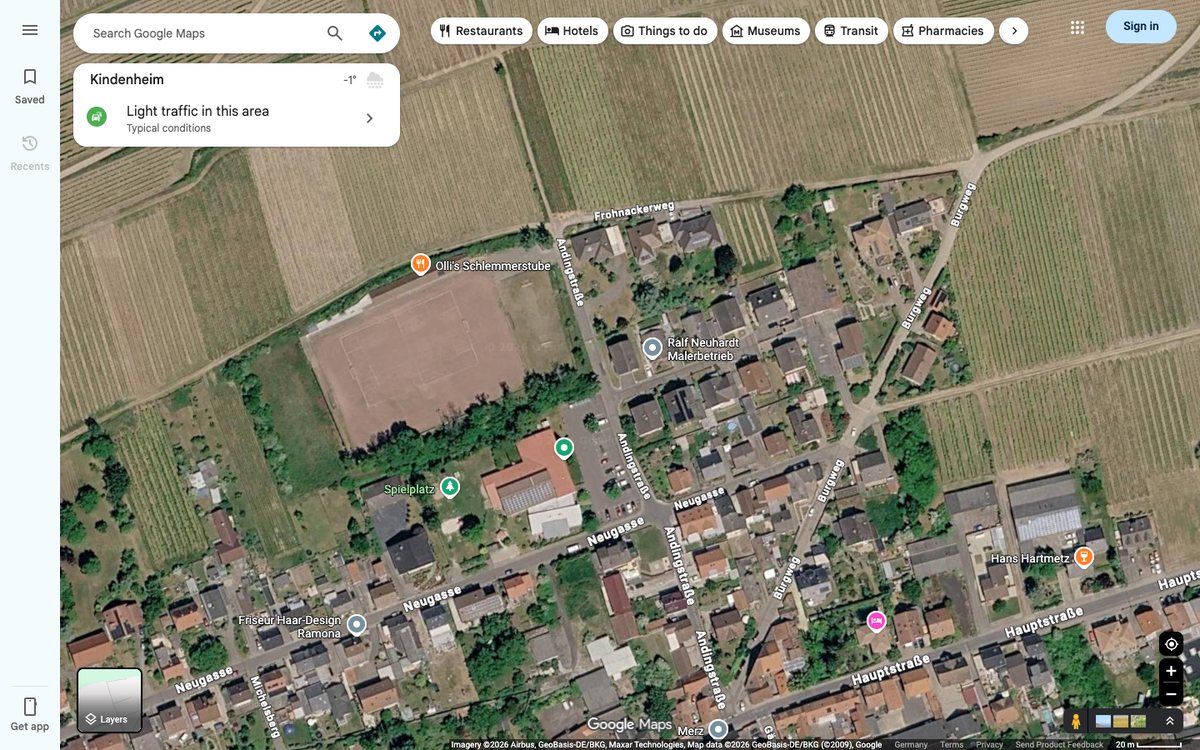 Search Google Maps
Restaurants
Hotels
Things to do
Museums
Transit
Pharmacies
Sign in
Saved
Recents
Kindenheim
-1°
Light traffic in this area
Typical conditions
Frohnackerweg
Burgweg
Andingstraße
Olli's Schlemmerstube
Burgweg
Ralf Neuhardt
Malerbetrieb
Andingstraße
Burgweg
Spielplatz
Neugasse
Neugasse
Andingstraße
Burgweg
Hans Hartmetz
Neugasse
Hauptstr
Friseur Haar-Design
Ramona
Hauptstraße
Andingstraße
Hauptstraße
Neugasse
Michelsberg
Layers
Get app
Google Maps
Merz
Imagery ©2026 Airbus, GeoBasis-DE/BKG, Maxar Technologies, Map data ©2026 GeoBasis-DE/BKG (©2009), Google
Germany
Terms
Privacy
Send Product Feedback
20 m